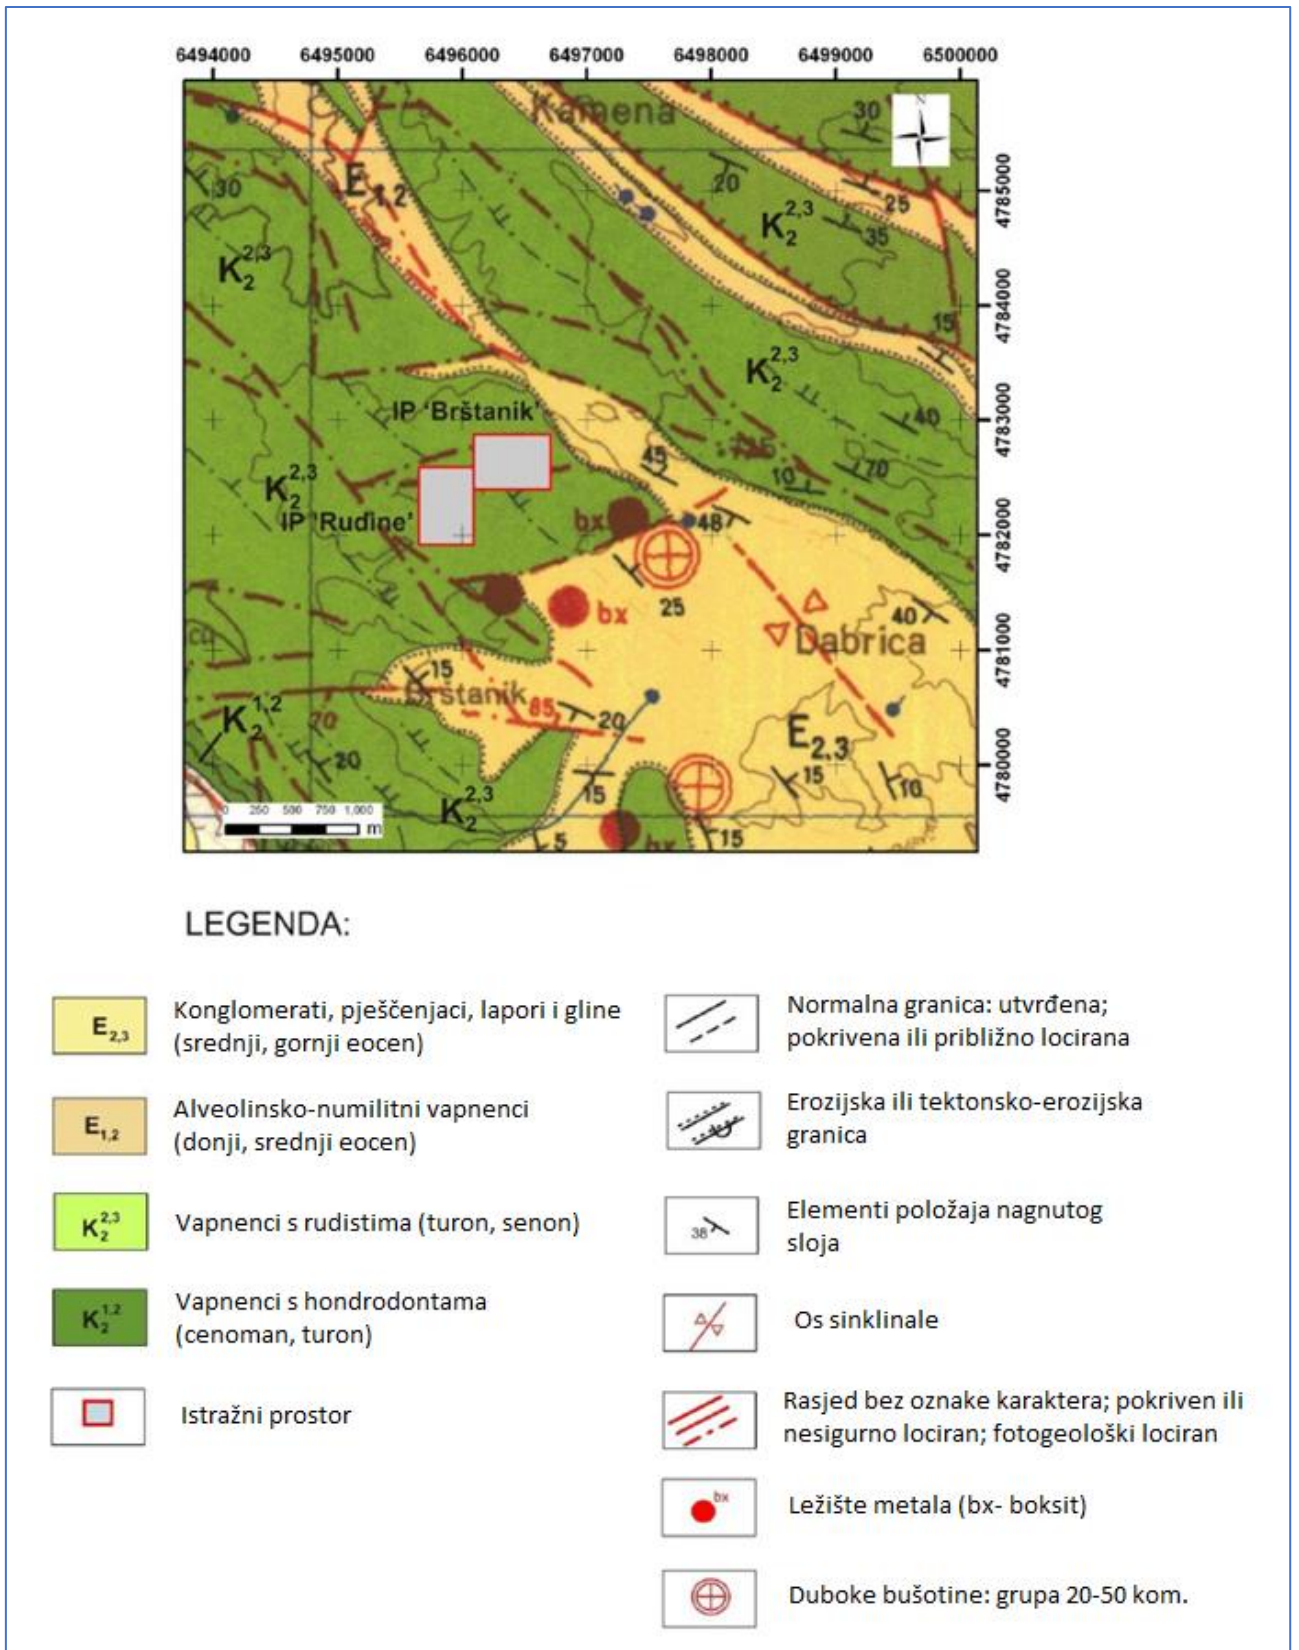 6494000 6495000 6496000 6497000 6498000 6499000 6500000
Kamena
30
4785000
E1,2
20
25
30
K2 2,3
35
K2 2,3
4784000
15
K2 2,3
4783000
IP 'Brštanik'
40
45
70
10
K2 2,3
IP 'Rudine'
bx
48
4782000
25
bx
40
Dabrica
4781000
15
Brštanik
85
20
K2 1,2
70
E2,3
20
15
10
4780000
K2 2,3
15
0 250 500 750 1,000
m
5
bx
15
LEGENDA:
E2,3
Konglomerati, pješčenjaci, lapori i gline
(srednji, gornji eocen)
E1,2
Alveolinsko-numilitni vapnenci
(donji, srednji eocen)
K2 2,3
Vapnenci s rudistima (turon, senon)
K2 1,2
Vapnenci s hondrodontama
(cenoman, turon)
Istražni prostor
Normalna granica: utvrđena;
pokrivena ili približno locirana
Erozijska ili tektonsko-erozijska
granica
38
Elementi položaja nagnutog
sloja
Os sinklinale
Rasjed bez oznake karaktera; pokriven ili
nesigurno lociran; fotogeološki lociran
bx
Ležište metala (bx- boksit)
Duboke bušotine: grupa 20-50 kom.